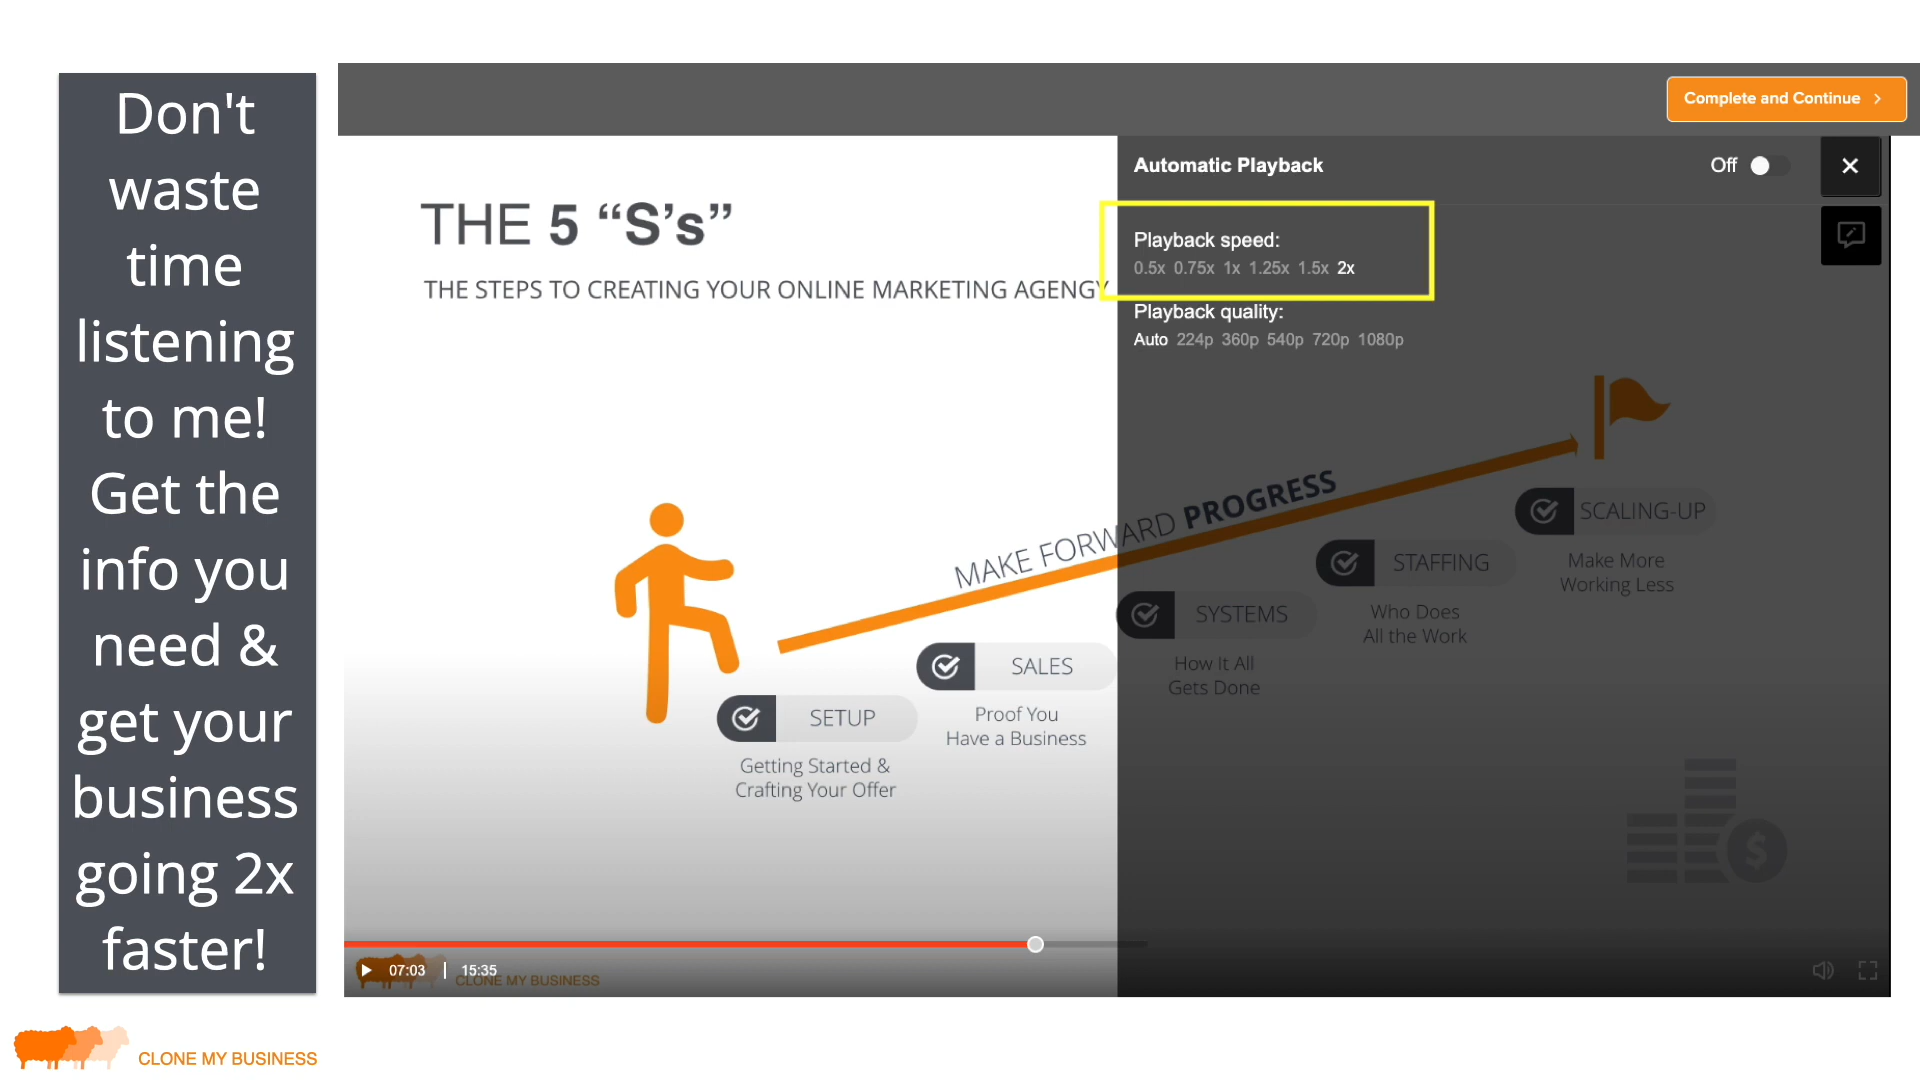 Don't
waste
time
listening
to me!
Get the
info you
need &
get your
business
going 2x
faster!
Complete and Continue
Automatic Playback
Off
THE 5 “S’s”
Playback speed:
0.5x 0.75x 1x 1.25x 1.5x 2x
THE STEPS TO CREATING YOUR ONLINE MARKETING AGENGY
Playback quality:
Auto 224p 360p 540p 720p 1080p
MAKE FORWARD PROGRESS
SCALING-UP
Make More
Working Less
STAFFING
Who Does
All the Work
SYSTEMS
How It All
Gets Done
SALES
Proof You
Have a Business
SETUP
Getting Started &
Crafting Your Offer
$
07:03 | 15:35
CLONE MY BUSINESS
CLONE MY BUSINESS